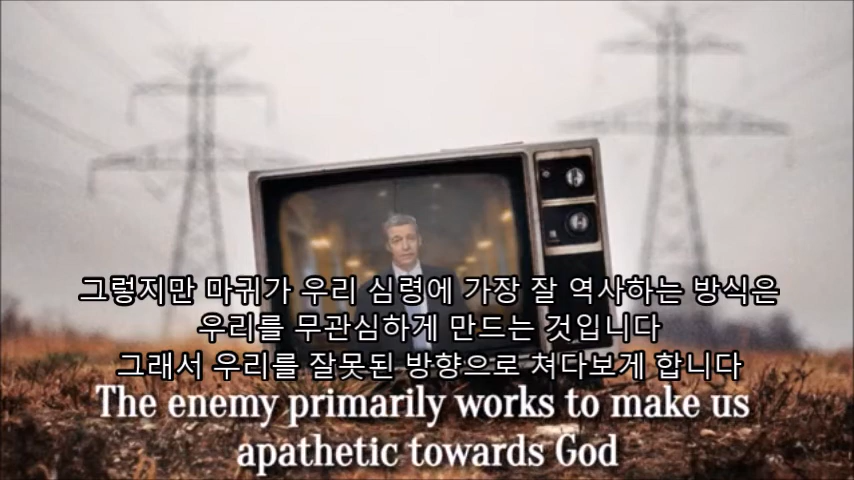 그렇지만 마귀가 우리 심령에 가장 잘 역사하는 방식은
우리를 무관심하게 만드는 것입니다
그래서 우리를 잘못된 방향으로 쳐다보게 합니다
The enemy primarily works to make us
apathetic towards God